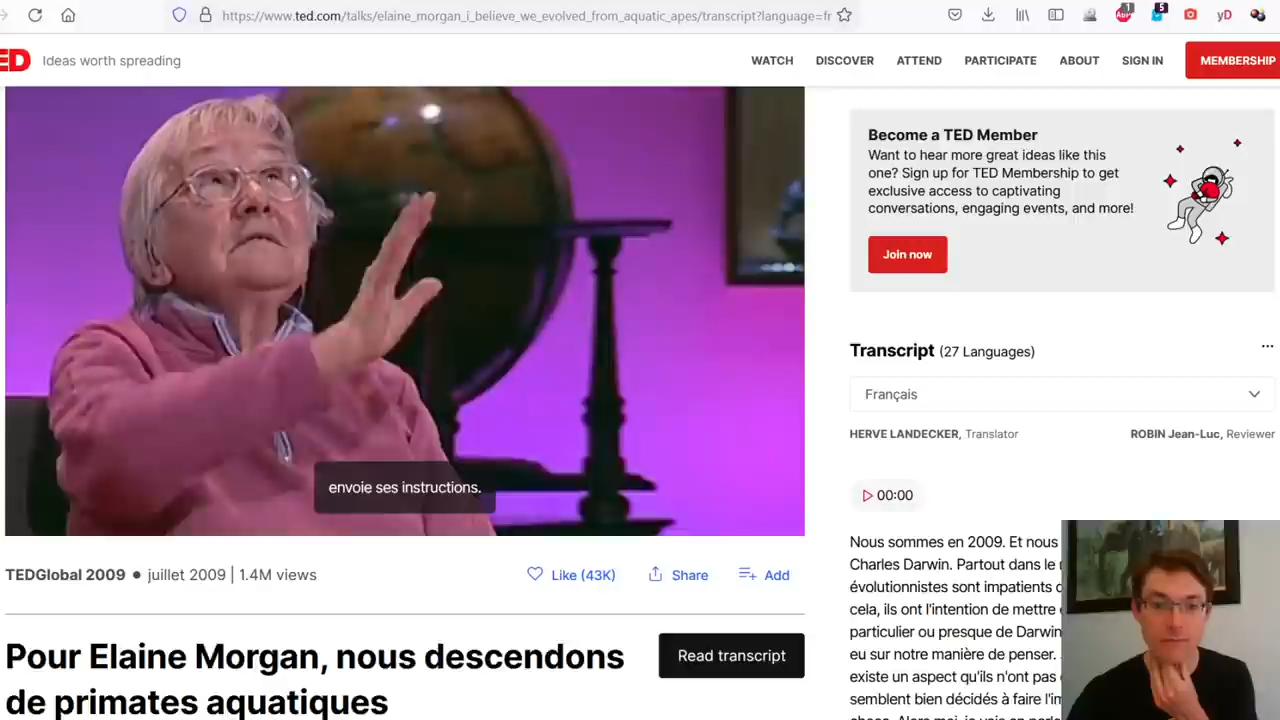 https://www.ted.com/talks/elaine_morgan_i_believe_we_evolved_from_aquatic_apes/transcript?language=fr
1
5
yD
ED
Ideas worth spreading
WATCH
DISCOVER
ATTEND
PARTICIPATE
ABOUT
SIGN IN
MEMBERSHIP
envoie ses instructions.
TEDGlobal 2009 • juillet 2009 | 1.4M views
Like (43K)
Share
Add
Pour Elaine Morgan, nous descendons
de primates aquatiques
Read transcript
Become a TED Member
Want to hear more great ideas like this
one? Sign up for TED Membership to get
exclusive access to captivating
conversations, engaging events, and more!
Join now
Transcript (27 Languages)
Français
HERVE LANDECKER, Translator
ROBIN Jean-Luc, Reviewer
00:00
Nous sommes en 2009. Et nous
Charles Darwin. Partout dans le
évolutionnistes sont impatients
cela, ils ont l'intention de mettre
particulier ou presque de Darwin
eu sur notre manière de penser.
existe un aspect qu'ils n'ont pas
semblent bien décidés à faire l'im